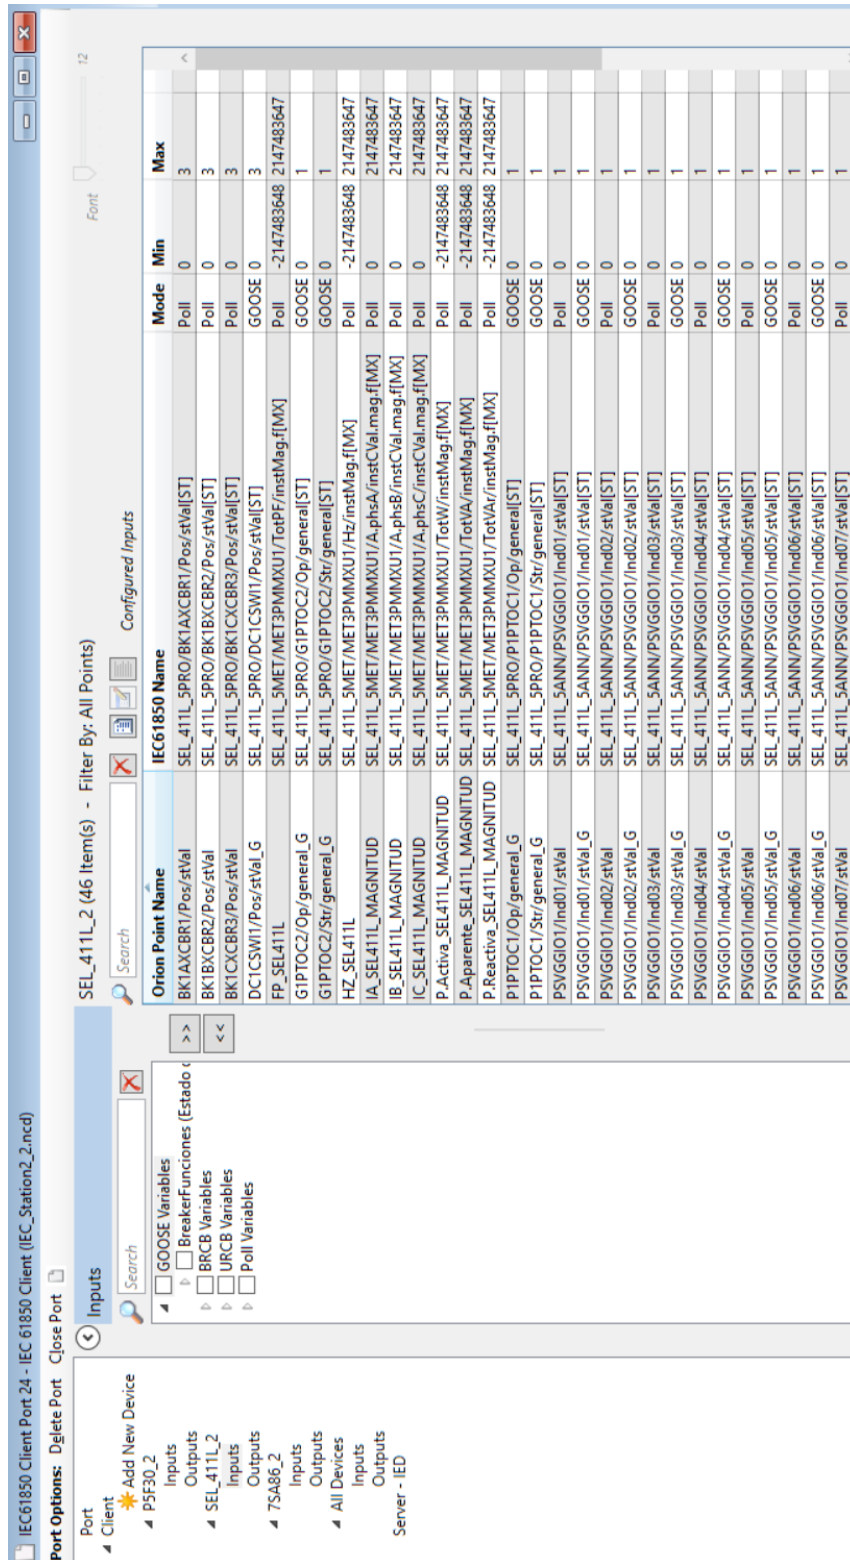 IEC61850 Client Port 24 - IEC 61850 Client (IEC_Station2_2.ncd)
Port Options: Delete Port Close Port
Port
Client
Add New Device
P5F30_2
Inputs
Outputs
SEL_411L_2
Inputs
Outputs
7SA86_2
Inputs
Outputs
All Devices
Inputs
Outputs
Server - IED
Inputs
Search
GOOSE Variables
BreakerFunciones (Estado
BRCB Variables
URCB Variables
Poll Variables
>>
<<
SEL_411L_2 (46 Item(s) - Filter By: All Points)
Font 12
Search Configured Inputs
Orion Point Name IEC61850 Name Mode Min Max
BK1AXCBR1/Pos/stVal SEL_411L_5PRO/BK1AXCBR1/Pos/stVal[ST] Poll 0 3
BK1BXCBR2/Pos/stVal SEL_411L_5PRO/BK1BXCBR2/Pos/stVal[ST] Poll 0 3
BK1CXCBR3/Pos/stVal SEL_411L_5PRO/BK1CXCBR3/Pos/stVal[ST] Poll 0 3
DC1CSWI1/Pos/stVal_G SEL_411L_5PRO/DC1CSWI1/Pos/stVal[ST] GOOSE 0 3
FP_SEL411L SEL_411L_5MET/MET3PMMXU1/TotPF/instMag.f[MX] Poll -2147483648 2147483647
G1PTOC2/Op/general_G SEL_411L_5PRO/G1PTOC2/Op/general[ST] GOOSE 0 1
G1PTOC2/Str/general_G SEL_411L_5PRO/G1PTOC2/Str/general[ST] GOOSE 0 1
HZ_SEL411L SEL_411L_5MET/MET3PMMXU1/Hz/instMag.f[MX] Poll -2147483648 2147483647
IA_SEL411L_MAGNITUD SEL_411L_5MET/MET3PMMXU1/A.phsA/instCVal.mag.f[MX] Poll 0 2147483647
IB_SEL411L_MAGNITUD SEL_411L_5MET/MET3PMMXU1/A.phsB/instCVal.mag.f[MX] Poll 0 2147483647
IC_SEL411L_MAGNITUD SEL_411L_5MET/MET3PMMXU1/A.phsC/instCVal.mag.f[MX] Poll 0 2147483647
P.Activa_SEL411L_MAGNITUD SEL_411L_5MET/MET3PMMXU1/TotW/instMag.f[MX] Poll -2147483648 2147483647
P.Aparente_SEL411L_MAGNITUD SEL_411L_5MET/MET3PMMXU1/TotVA/instMag.f[MX] Poll -2147483648 2147483647
P.Reactiva_SEL411L_MAGNITUD SEL_411L_5MET/MET3PMMXU1/TotVAr/instMag.f[MX] Poll -2147483648 2147483647
P1PTOC1/Op/general_G SEL_411L_5PRO/P1PTOC1/Op/general[ST] GOOSE 0 1
P1PTOC1/Str/general_G SEL_411L_5PRO/P1PTOC1/Str/general[ST] GOOSE 0 1
PSVGGIO1/Ind01/stVal SEL_411L_5ANN/PSVGGIO1/Ind01/stVal[ST] Poll 0 1
PSVGGIO1/Ind01/stVal_G SEL_411L_5ANN/PSVGGIO1/Ind01/stVal[ST] GOOSE 0 1
PSVGGIO1/Ind02/stVal SEL_411L_5ANN/PSVGGIO1/Ind02/stVal[ST] Poll 0 1
PSVGGIO1/Ind02/stVal_G SEL_411L_5ANN/PSVGGIO1/Ind02/stVal[ST] GOOSE 0 1
PSVGGIO1/Ind03/stVal SEL_411L_5ANN/PSVGGIO1/Ind03/stVal[ST] Poll 0 1
PSVGGIO1/Ind03/stVal_G SEL_411L_5ANN/PSVGGIO1/Ind03/stVal[ST] GOOSE 0 1
PSVGGIO1/Ind04/stVal SEL_411L_5ANN/PSVGGIO1/Ind04/stVal[ST] Poll 0 1
PSVGGIO1/Ind04/stVal_G SEL_411L_5ANN/PSVGGIO1/Ind04/stVal[ST] GOOSE 0 1
PSVGGIO1/Ind05/stVal SEL_411L_5ANN/PSVGGIO1/Ind05/stVal[ST] Poll 0 1
PSVGGIO1/Ind05/stVal_G SEL_411L_5ANN/PSVGGIO1/Ind05/stVal[ST] GOOSE 0 1
PSVGGIO1/Ind06/stVal SEL_411L_5ANN/PSVGGIO1/Ind06/stVal[ST] Poll 0 1
PSVGGIO1/Ind06/stVal_G SEL_411L_5ANN/PSVGGIO1/Ind06/stVal[ST] GOOSE 0 1
PSVGGIO1/Ind07/stVal SEL_411L_5ANN/PSVGGIO1/Ind07/stVal[ST] Poll 0 1